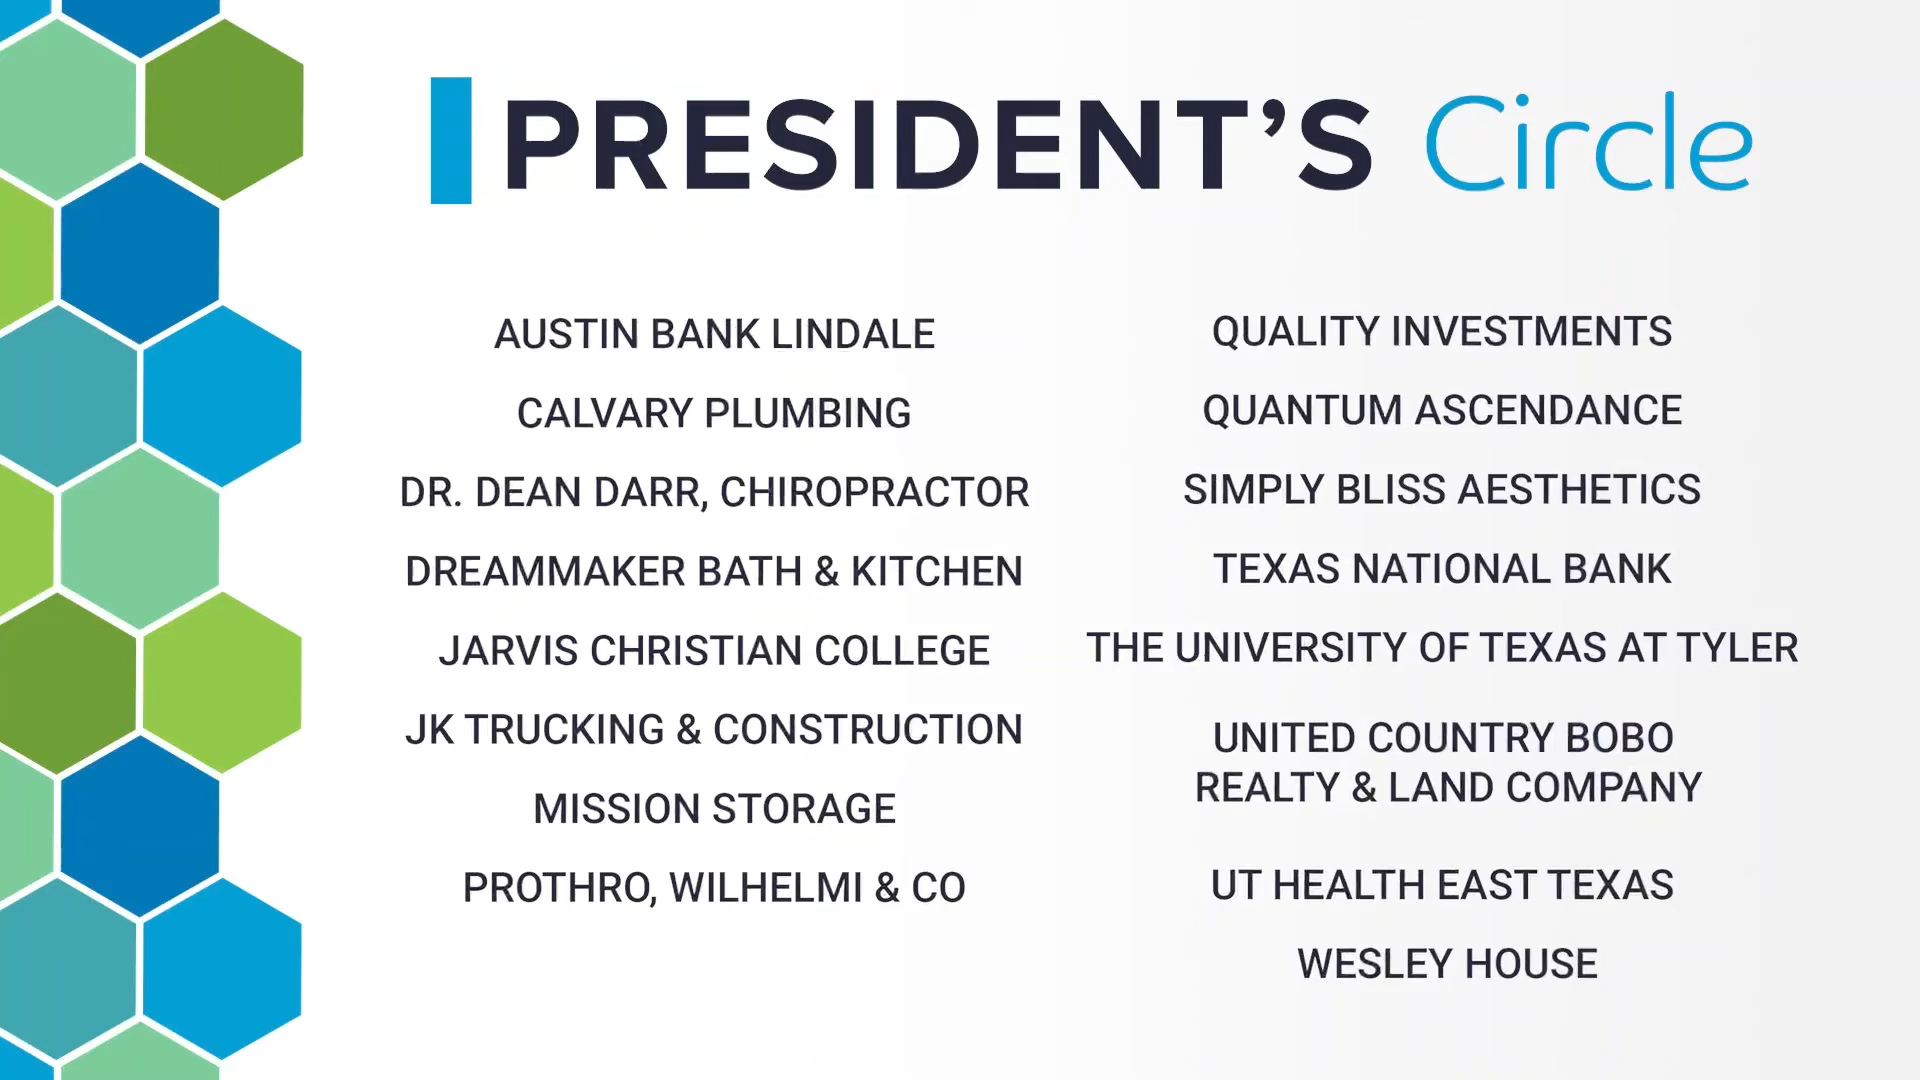 PRESIDENT’S Circle
AUSTIN BANK LINDALE
CALVARY PLUMBING
DR. DEAN DARR, CHIROPRACTOR
DREAMMAKER BATH & KITCHEN
JARVIS CHRISTIAN COLLEGE
JK TRUCKING & CONSTRUCTION
MISSION STORAGE
PROTHRO, WILHELMI & CO
QUALITY INVESTMENTS
QUANTUM ASCENDANCE
SIMPLY BLISS AESTHETICS
TEXAS NATIONAL BANK
THE UNIVERSITY OF TEXAS AT TYLER
UNITED COUNTRY BOBO
REALTY & LAND COMPANY
UT HEALTH EAST TEXAS
WESLEY HOUSE